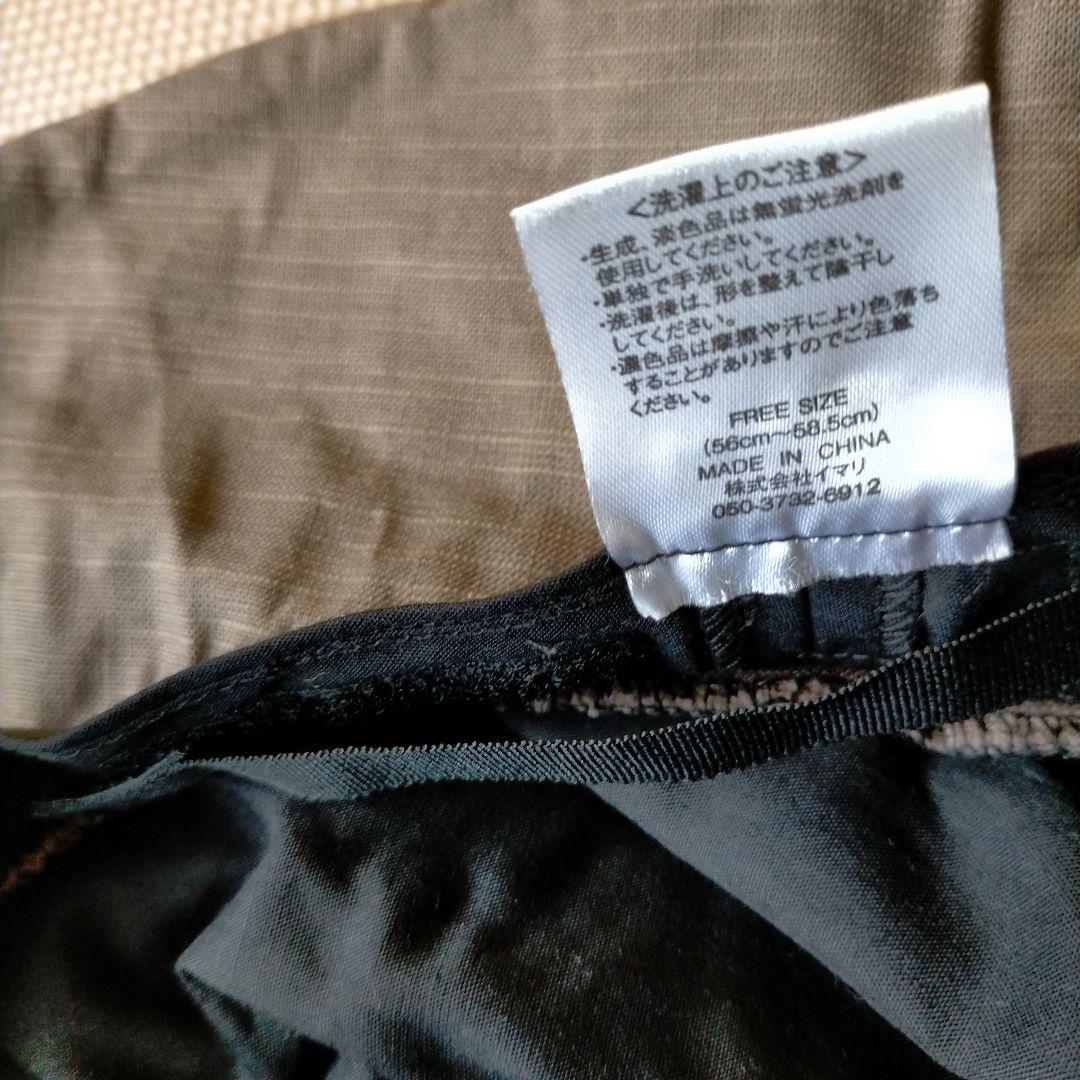 <洗濯上のご注意>
・生成、淡色品は無蛍光洗剤を
使用してください。
・単独で手洗いしてください。
・洗濯後は、形を整えて陰干し
してください。
・濃色品は摩擦や汗により色落ち
することがありますのでご注意
ください。
FREE SIZE
(56cm～58.5cm)
MADE IN CHINA
株式会社イマリ
050-3732-6912